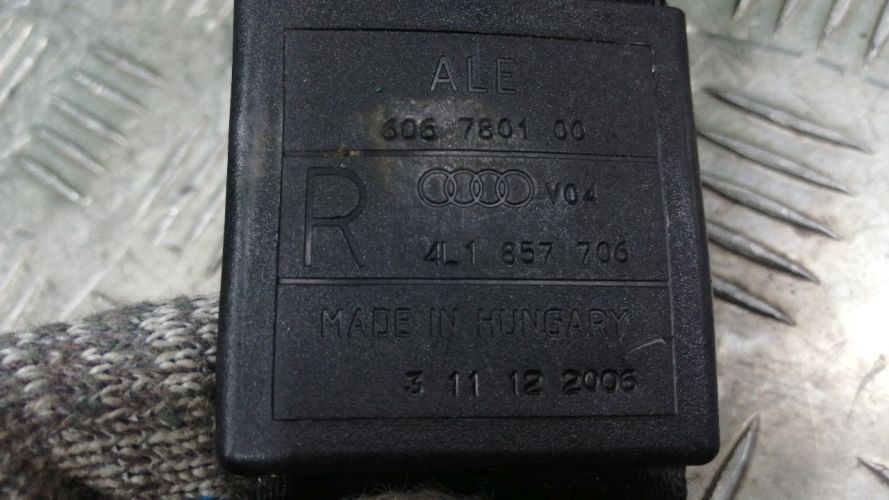 ALE
606 7801 00 A
R V04
4L1 857 706
MADE IN HUNGARY
3 11 12 2006